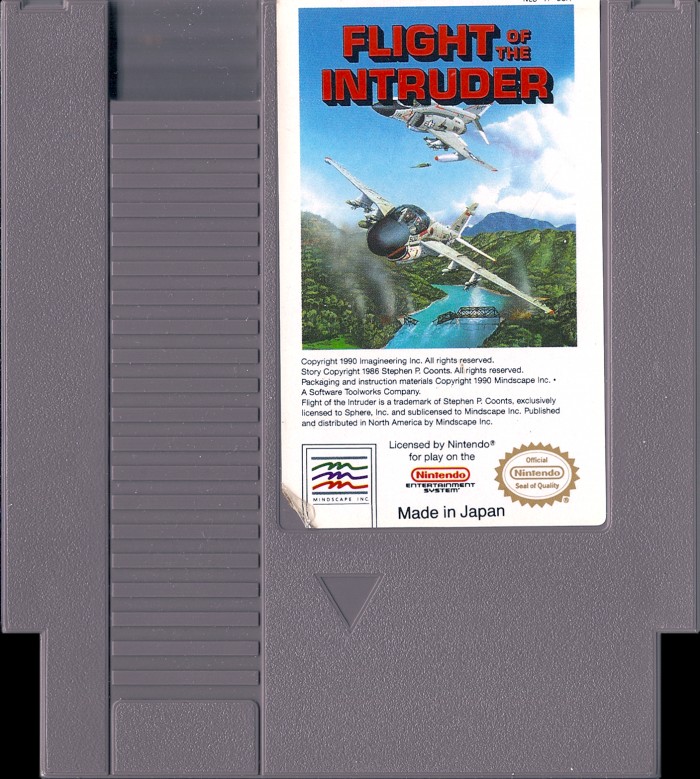 FLIGHT OF
THE
INTRUDER
Copyright 1990 Imagineering Inc. All rights reserved.
Story Copyright 1986 Stephen P. Coonts. All rights reserved.
Packaging and instruction materials Copyright 1990 Mindscape Inc. •
A Software Toolworks Company.
Flight of the Intruder is a trademark of Stephen P. Coonts, exclusively
licensed to Sphere, Inc. and sublicensed to Mindscape Inc. Published
and distributed in North America by Mindscape Inc.
MINDSCAPE INC
Licensed by Nintendo®
for play on the
Nintendo
ENTERTAINMENT
SYSTEM®
Official
Nintendo
Seal of Quality
®
Made in Japan